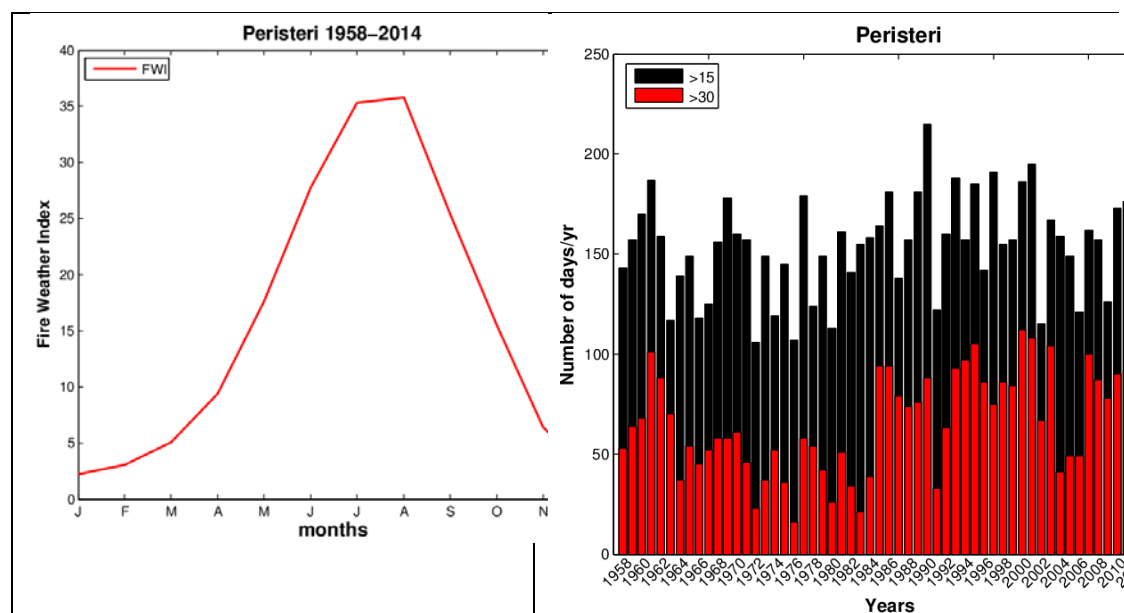 Peristeri 1958–2014
FWI
Fire Weather Index
40
35
30
25
20
15
10
5
0
J F M A M J J A S O N
months
Peristeri
>15
>30
Number of days/yr
250
200
150
100
50
0
1958 1960 1962 1964 1966 1968 1970 1972 1974 1976 1978 1980 1982 1984 1986 1988 1990 1992 1994 1996 1998 2000 2002 2004 2006 2008 2010
Years